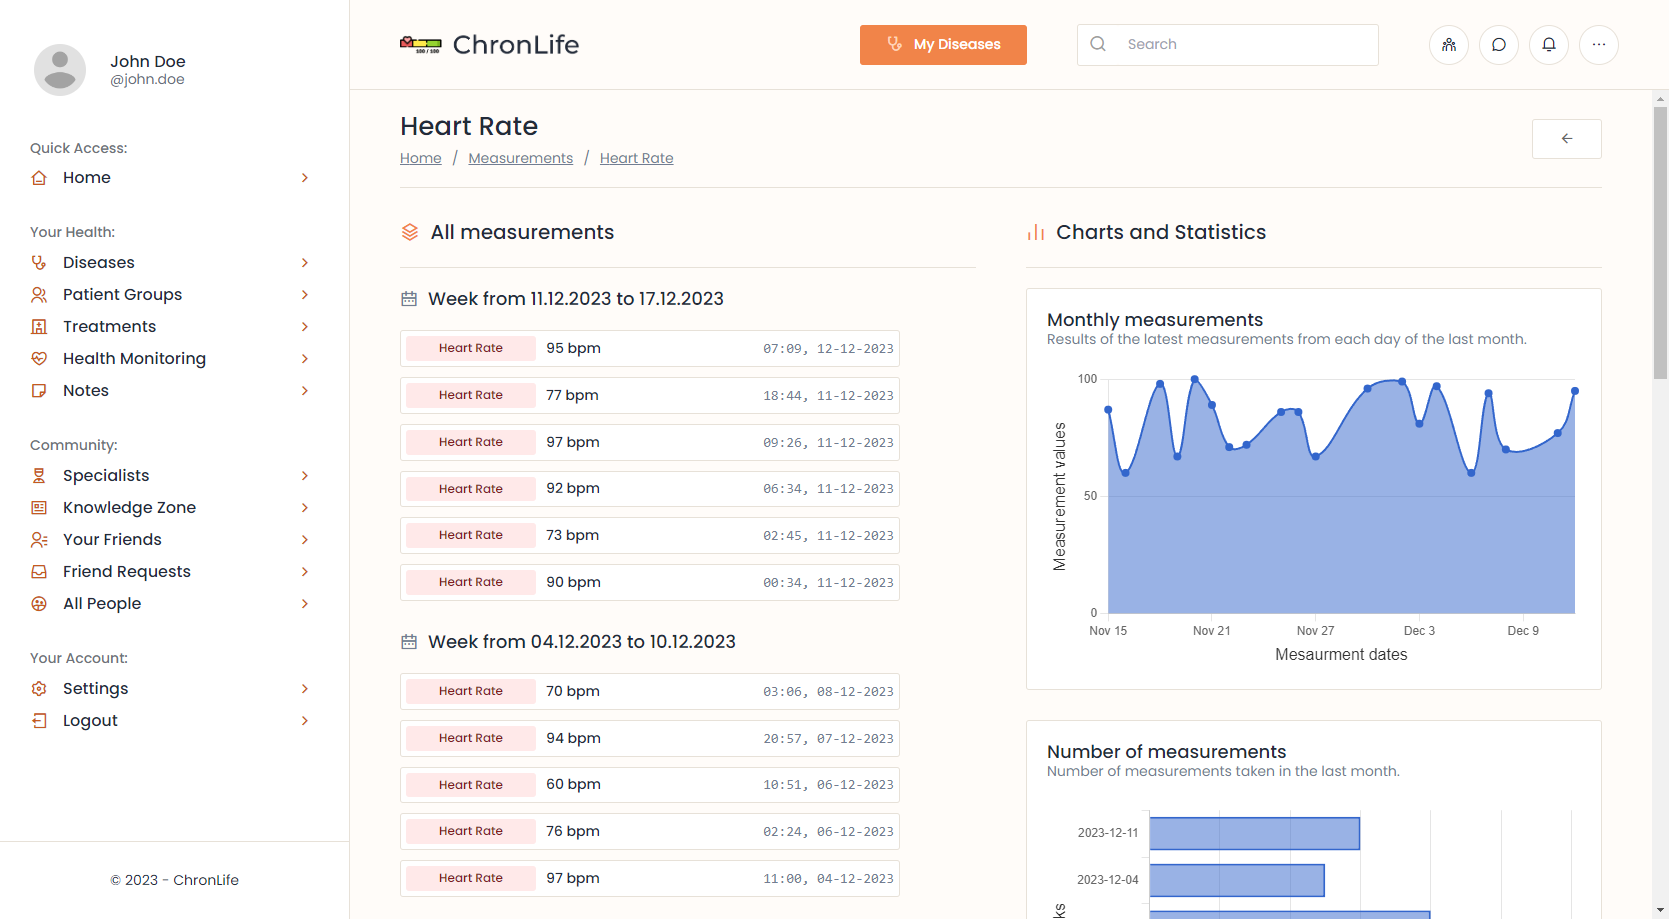 John Doe
@john.doe
Quick Access:
Home
Your Health:
Diseases
Patient Groups
Treatments
Health Monitoring
Notes
Community:
Specialists
Knowledge Zone
Your Friends
Friend Requests
All People
Your Account:
Settings
Logout
© 2023 - ChronLife
100 / 100
ChronLife
My Diseases
Search
Heart Rate
Home / Measurements / Heart Rate
All measurements
Week from 11.12.2023 to 17.12.2023
Heart Rate 95 bpm 07:09, 12-12-2023
Heart Rate 77 bpm 18:44, 11-12-2023
Heart Rate 97 bpm 09:26, 11-12-2023
Heart Rate 92 bpm 06:34, 11-12-2023
Heart Rate 73 bpm 02:45, 11-12-2023
Heart Rate 90 bpm 00:34, 11-12-2023
Week from 04.12.2023 to 10.12.2023
Heart Rate 70 bpm 03:06, 08-12-2023
Heart Rate 94 bpm 20:57, 07-12-2023
Heart Rate 60 bpm 10:51, 06-12-2023
Heart Rate 76 bpm 02:24, 06-12-2023
Heart Rate 97 bpm 11:00, 04-12-2023
Charts and Statistics
Monthly measurements
Results of the latest measurements from each day of the last month.
Measurement values
100
50
0
Nov 15 Nov 21 Nov 27 Dec 3 Dec 9
Mesaurment dates
Number of measurements
Number of measurements taken in the last month.
2023-12-11
2023-12-04